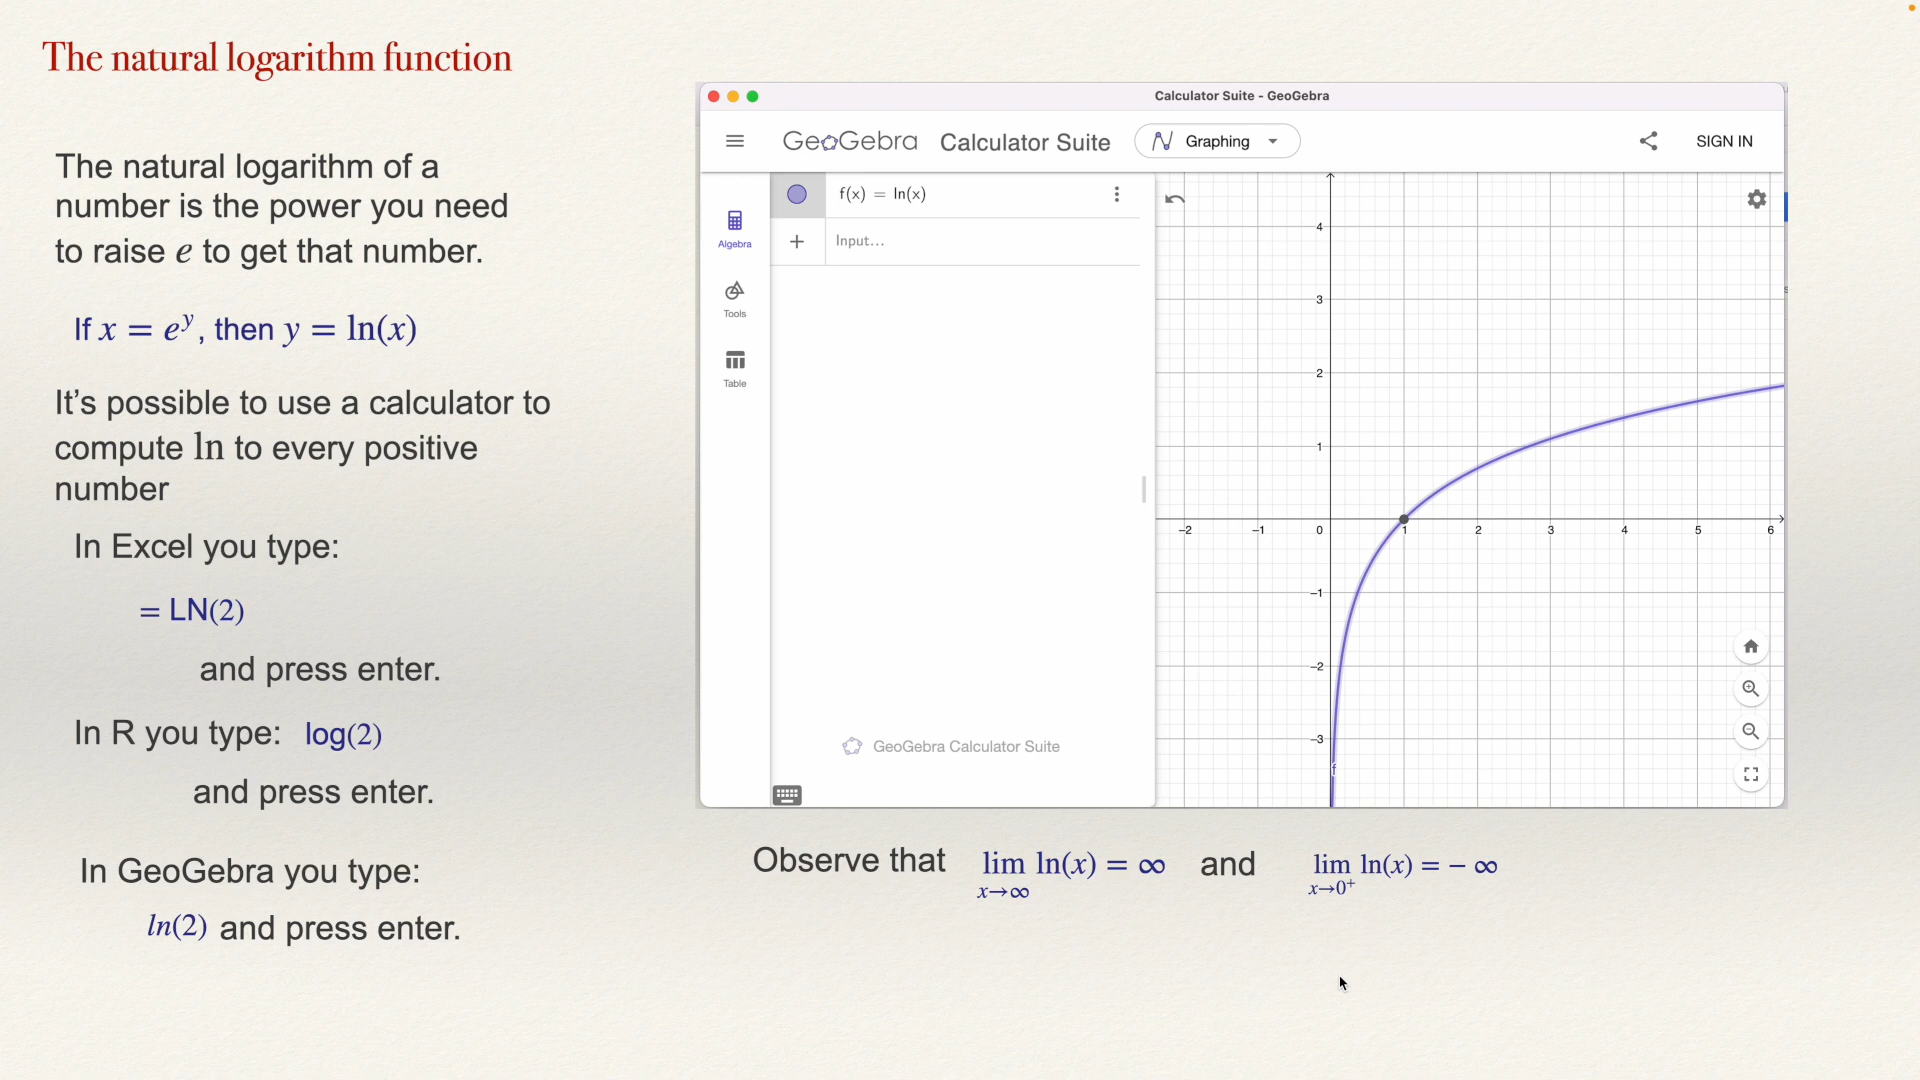 The natural logarithm function
The natural logarithm of a
number is the power you need
to raise e to get that number.
If x = e^y, then y = ln(x)
It's possible to use a calculator to
compute ln to every positive
number
In Excel you type:
= LN(2)
and press enter.
In R you type: log(2)
and press enter.
In GeoGebra you type:
ln(2) and press enter.
Calculator Suite - GeoGebra
GeoGebra Calculator Suite Graphing SIGN IN
Algebra
Tools
Table
f(x) = ln(x)
Input...
GeoGebra Calculator Suite
4
3
2
1
–2 –1 0 1 2 3 4 5 6
–1
–2
–3
f
Observe that lim x→∞ ln(x) = ∞ and lim x→0⁺ ln(x) = − ∞